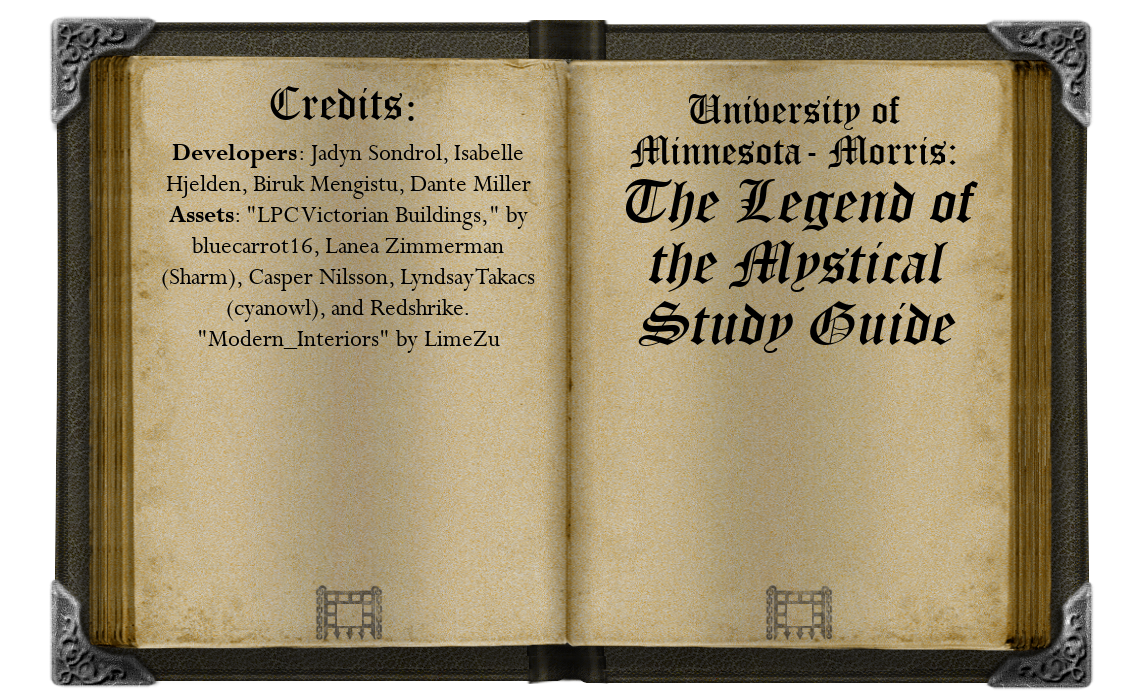 Credits:
Developers: Jadyn Sondrol, Isabelle
Hjelden, Biruk Mengistu, Dante Miller
Assets: "LPC Victorian Buildings," by
bluecarrot16, Lanea Zimmerman
(Sharm), Casper Nilsson, Lyndsay Takacs
(cyanowl), and Redshrike.
"Modern_Interiors" by LimeZu
University of
Minnesota - Morris:
The Legend of
the Mystical
Study Guide